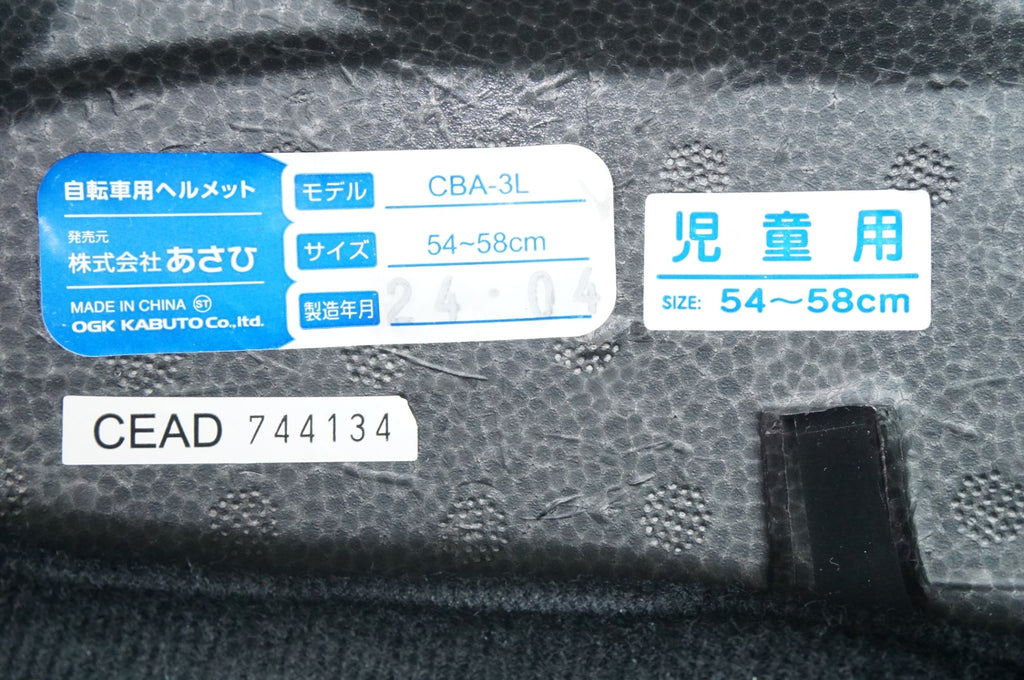 自転車用ヘルメット
発売元
株式会社 あさひ
MADE IN CHINA ST
OGK KABUTO Co.,ltd.
モデル CBA-3L
サイズ 54~58cm
製造年月 24.04
児童用
SIZE: 54～58cm
CEAD 744134